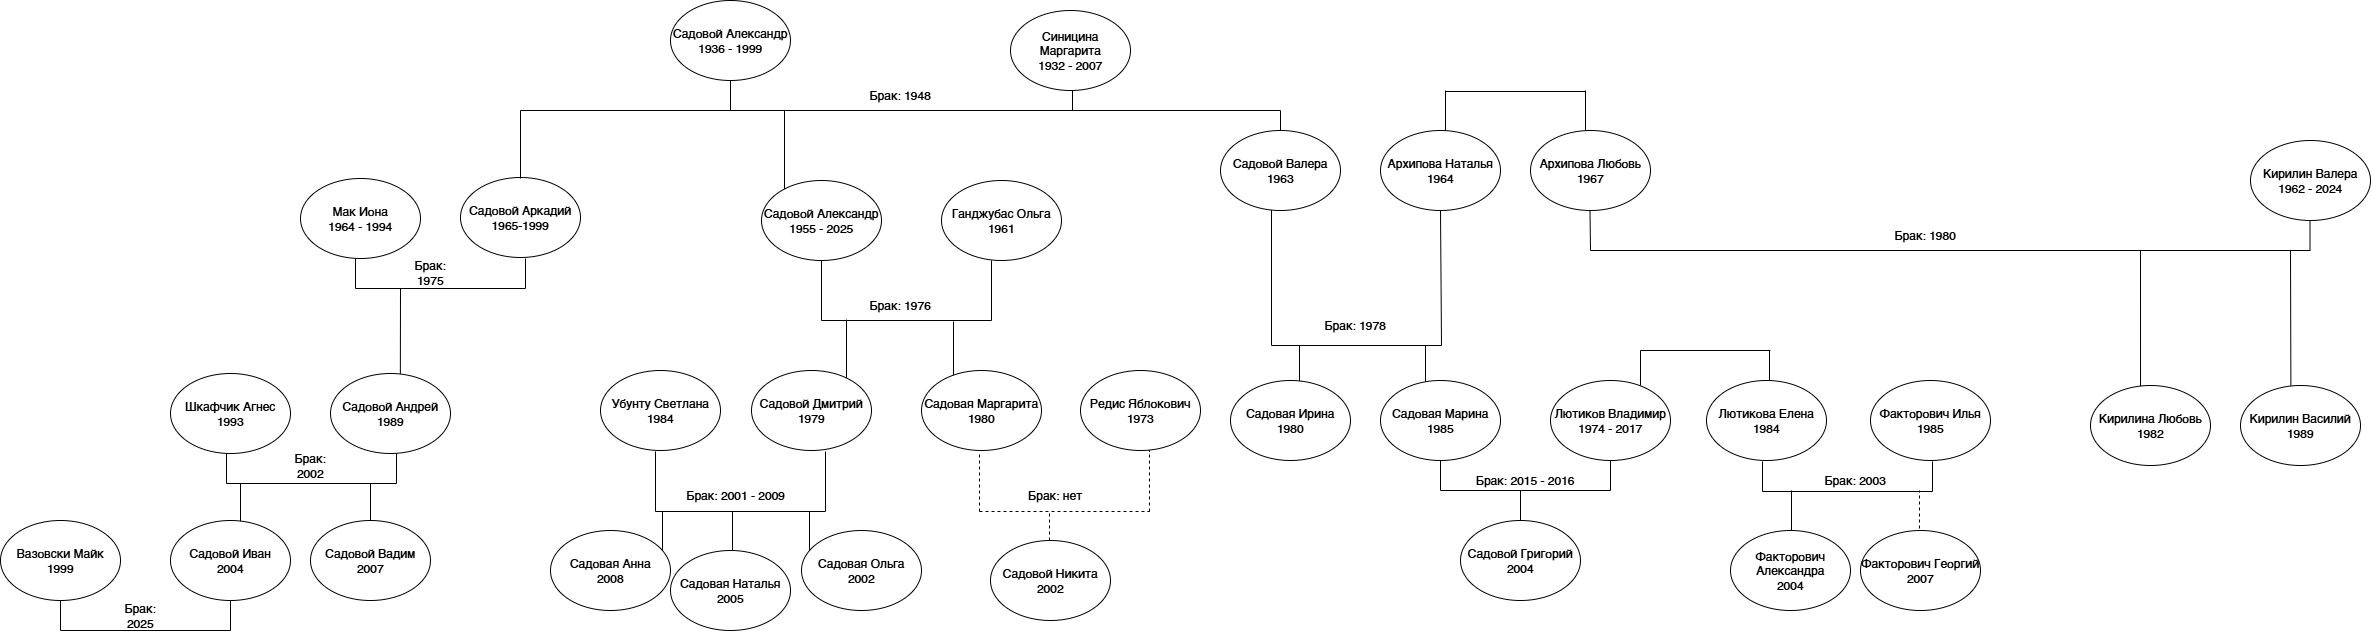 Садовой Александр
1936 - 1999
Синицина
Маргарита
1932 - 2007
Брак: 1948
Садовой Валера
1963
Архипова Наталья
1964
Архипова Любовь
1967
Кирилин Валера
1962 - 2024
Мак Иона
1964 - 1994
Садовой Аркадий
1965-1999
Садовой Александр
1955 - 2025
Ганджубас Ольга
1961
Брак: 1980
Брак:
1975
Брак: 1976
Брак: 1978
Шкафчик Агнес
1993
Садовой Андрей
1989
Убунту Светлана
1984
Садовой Дмитрий
1979
Садовая Маргарита
1980
Редис Яблокович
1973
Садовая Ирина
1980
Садовая Марина
1985
Лютиков Владимир
1974 - 2017
Лютикова Елена
1984
Факторович Илья
1985
Кирилина Любовь
1982
Кирилин Василий
1989
Брак:
2002
Брак: 2001 - 2009
Брак: нет
Брак: 2015 - 2016
Брак: 2003
Вазовски Майк
1999
Садовой Иван
2004
Садовой Вадим
2007
Садовая Анна
2008
Садовая Наталья
2005
Садовая Ольга
2002
Садовой Никита
2002
Садовой Григорий
2004
Факторович
Александра
2004
Факторович Георгий
2007
Брак:
2025